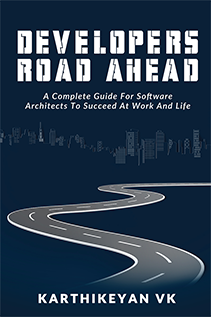 DEVELOPERS
ROAD AHEAD
A Complete Guide For Software
Architects To Succeed At Work And Life
KARTHIKEYAN VK